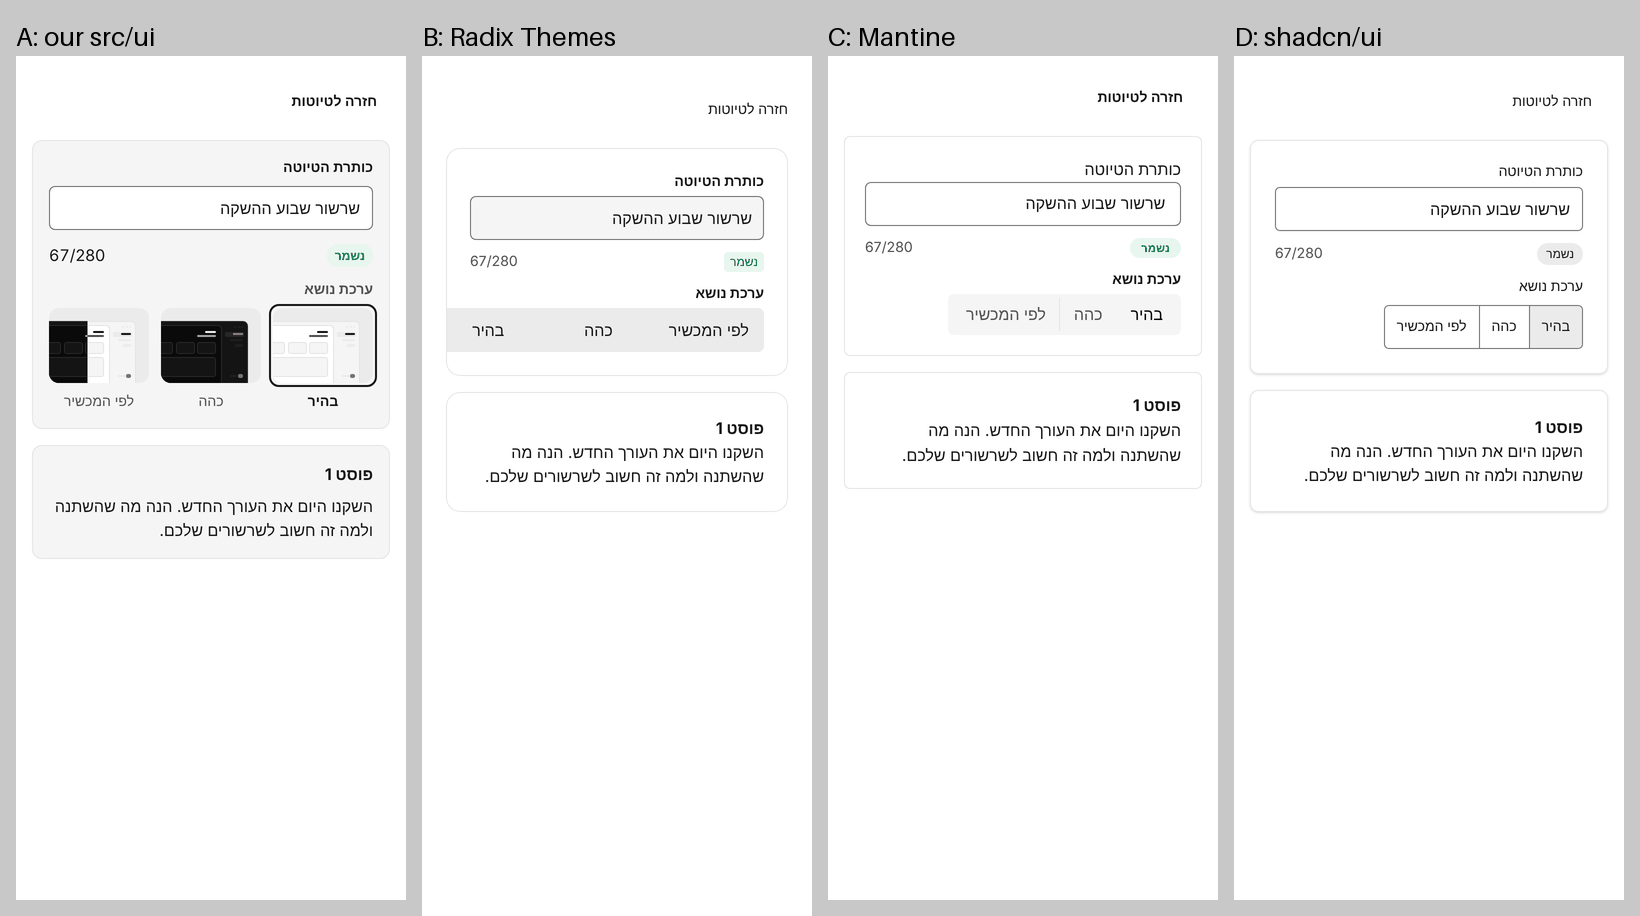 A: our src/ui
חזרה לטיוטות
כותרת הטיוטה
שרשור שבוע ההשקה
נשמר
67/280
ערכת נושא
בהיר
כהה
לפי המכשיר
פוסט 1
השקנו היום את העורך החדש. הנה מה שהשתנה
ולמה זה חשוב לשרשורים שלכם.
B: Radix Themes
חזרה לטיוטות
כותרת הטיוטה
שרשור שבוע ההשקה
נשמר
67/280
ערכת נושא
לפי המכשיר
כהה
בהיר
פוסט 1
השקנו היום את העורך החדש. הנה מה
שהשתנה ולמה זה חשוב לשרשורים שלכם.
C: Mantine
חזרה לטיוטות
כותרת הטיוטה
שרשור שבוע ההשקה
נשמר
67/280
ערכת נושא
בהיר
כהה
לפי המכשיר
פוסט 1
השקנו היום את העורך החדש. הנה מה
שהשתנה ולמה זה חשוב לשרשורים שלכם.
D: shadcn/ui
חזרה לטיוטות
כותרת הטיוטה
שרשור שבוע ההשקה
נשמר
67/280
ערכת נושא
בהיר
כהה
לפי המכשיר
פוסט 1
השקנו היום את העורך החדש. הנה מה
שהשתנה ולמה זה חשוב לשרשורים שלכם.